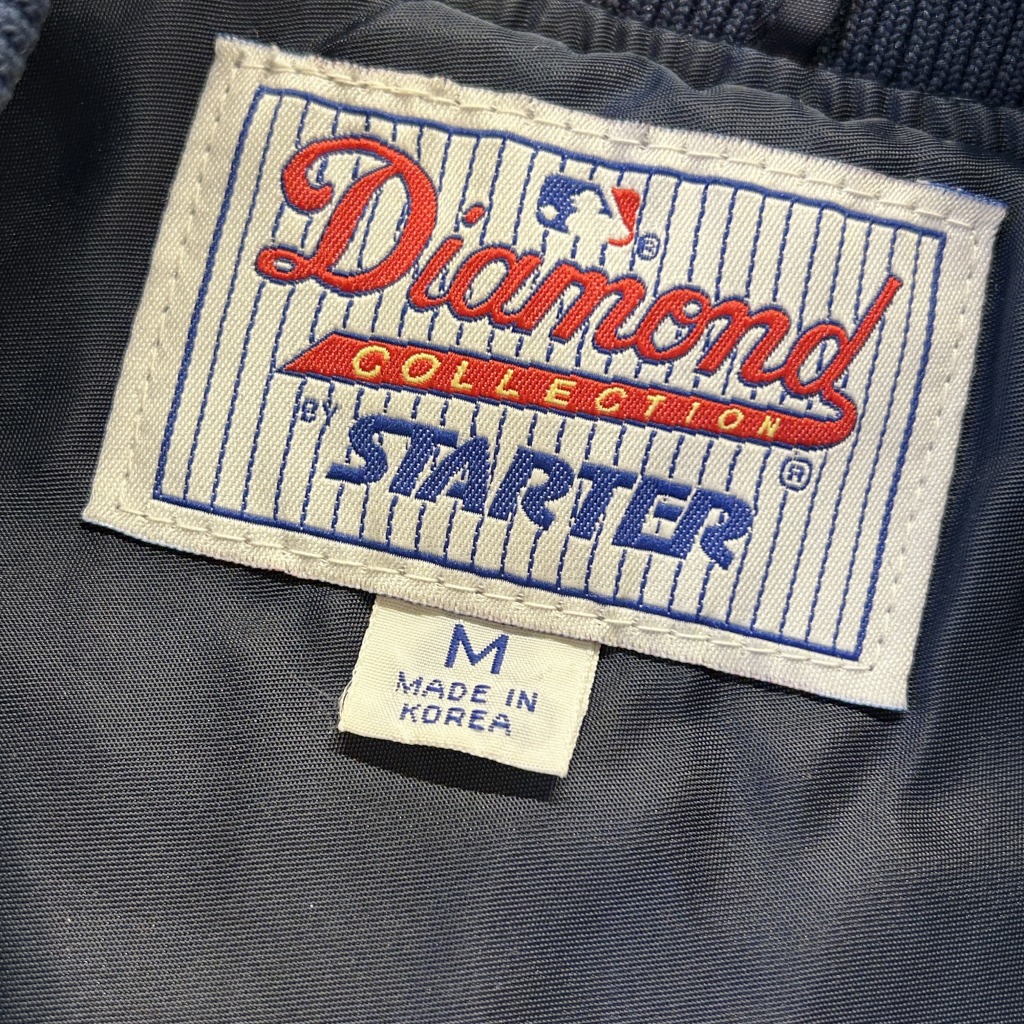 Diamond ®
COLLECTION
BY STARTER ®
M
MADE IN
KOREA